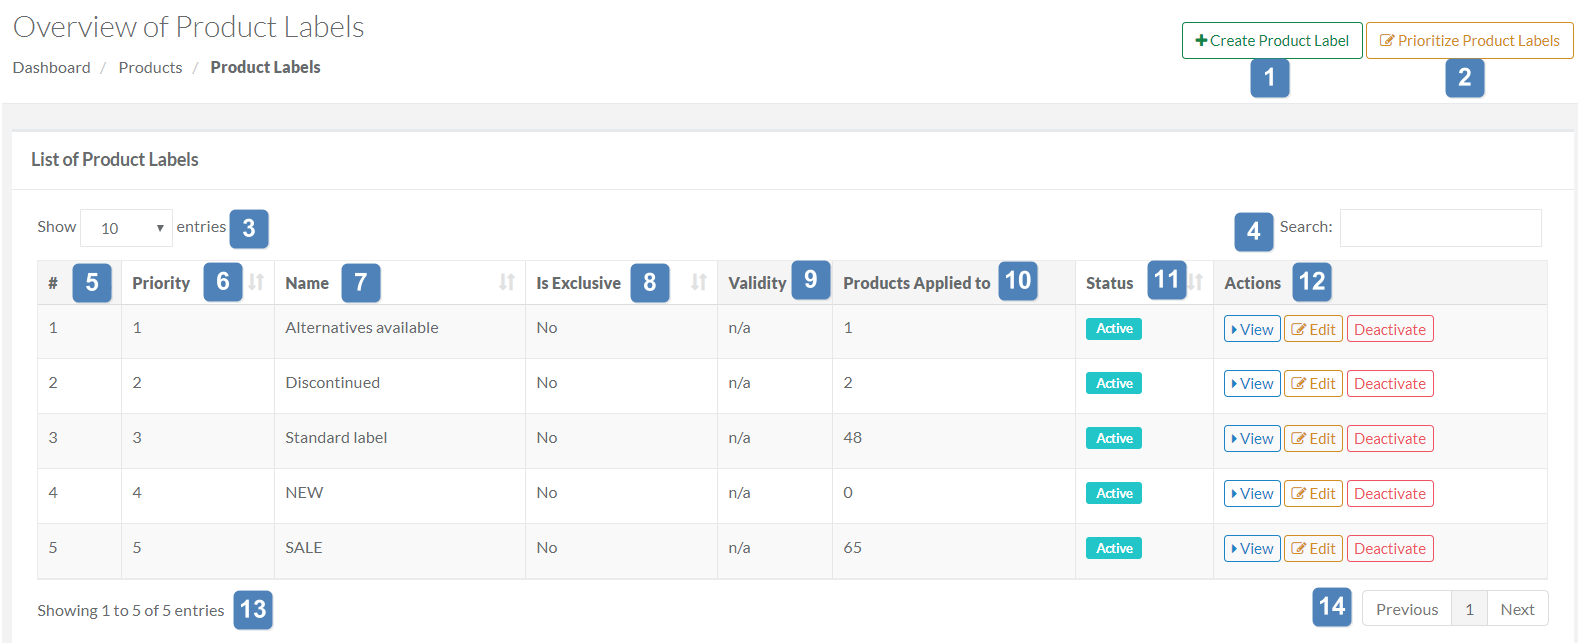 Overview of Product Labels
Create Product Label Prioritize Product Labels
Dashboard / Products / Product Labels
1 2
List of Product Labels
Show 10 entries 3 4 Search:
# 5 Priority 6 Name 7 Is Exclusive 8 Validity 9 Products Applied to 10 Status 11 Actions 12
1 1 Alternatives available No n/a 1 Active View Edit Deactivate
2 2 Discontinued No n/a 2 Active View Edit Deactivate
3 3 Standard label No n/a 48 Active View Edit Deactivate
4 4 NEW No n/a 0 Active View Edit Deactivate
5 5 SALE No n/a 65 Active View Edit Deactivate
Showing 1 to 5 of 5 entries 13 14 Previous 1 Next